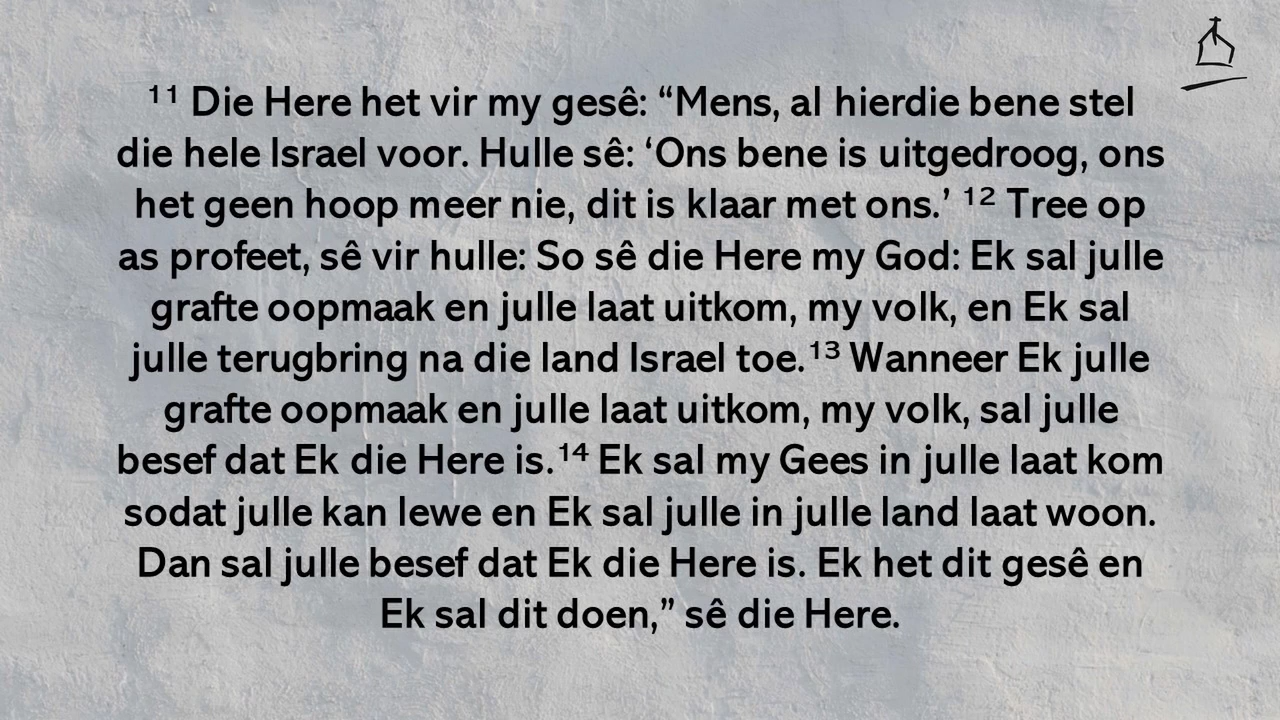 ¹¹ Die Here het vir my gesê: “Mens, al hierdie bene stel
die hele Israel voor. Hulle sê: ‘Ons bene is uitgedroog, ons
het geen hoop meer nie, dit is klaar met ons.’ ¹² Tree op
as profeet, sê vir hulle: So sê die Here my God: Ek sal julle
grafte oopmaak en julle laat uitkom, my volk, en Ek sal
julle terugbring na die land Israel toe.¹³ Wanneer Ek julle
grafte oopmaak en julle laat uitkom, my volk, sal julle
besef dat Ek die Here is.¹⁴ Ek sal my Gees in julle laat kom
sodat julle kan lewe en Ek sal julle in julle land laat woon.
Dan sal julle besef dat Ek die Here is. Ek het dit gesê en
Ek sal dit doen,” sê die Here.